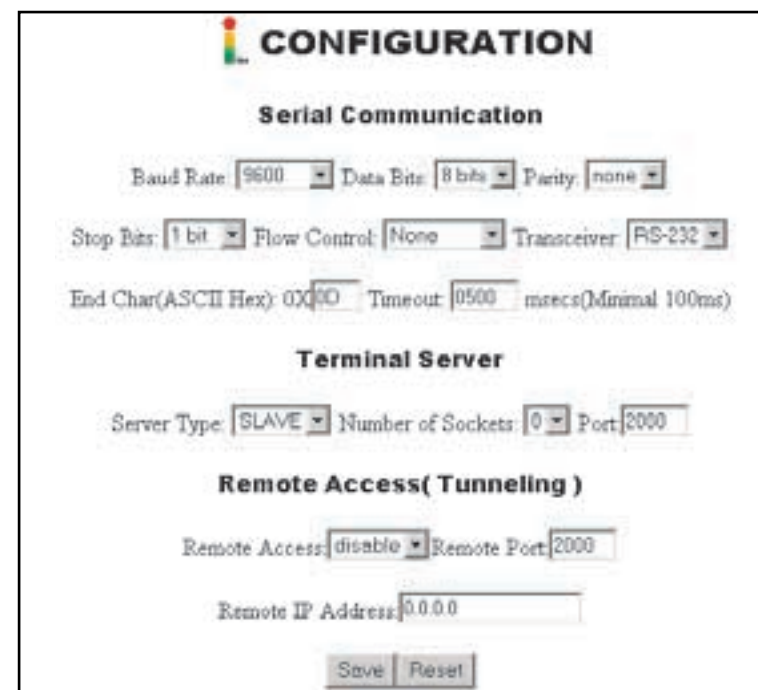 CONFIGURATION
Serial Communication
Baud Rate: 9600 Data Bits: 8 bits Parity: none
Stop Bits: 1 bit Flow Control: None Transceiver: RS-232
End Char(ASCII Hex): 0X 0D Timeout: 0500 msecs(Minimal 100ms)
Terminal Server
Server Type: SLAVE Number of Sockets: 0 Port: 2000
Remote Access( Tunneling )
Remote Access: disable Remote Port: 2000
Remote IP Address: 0.0.0.0
Save Reset